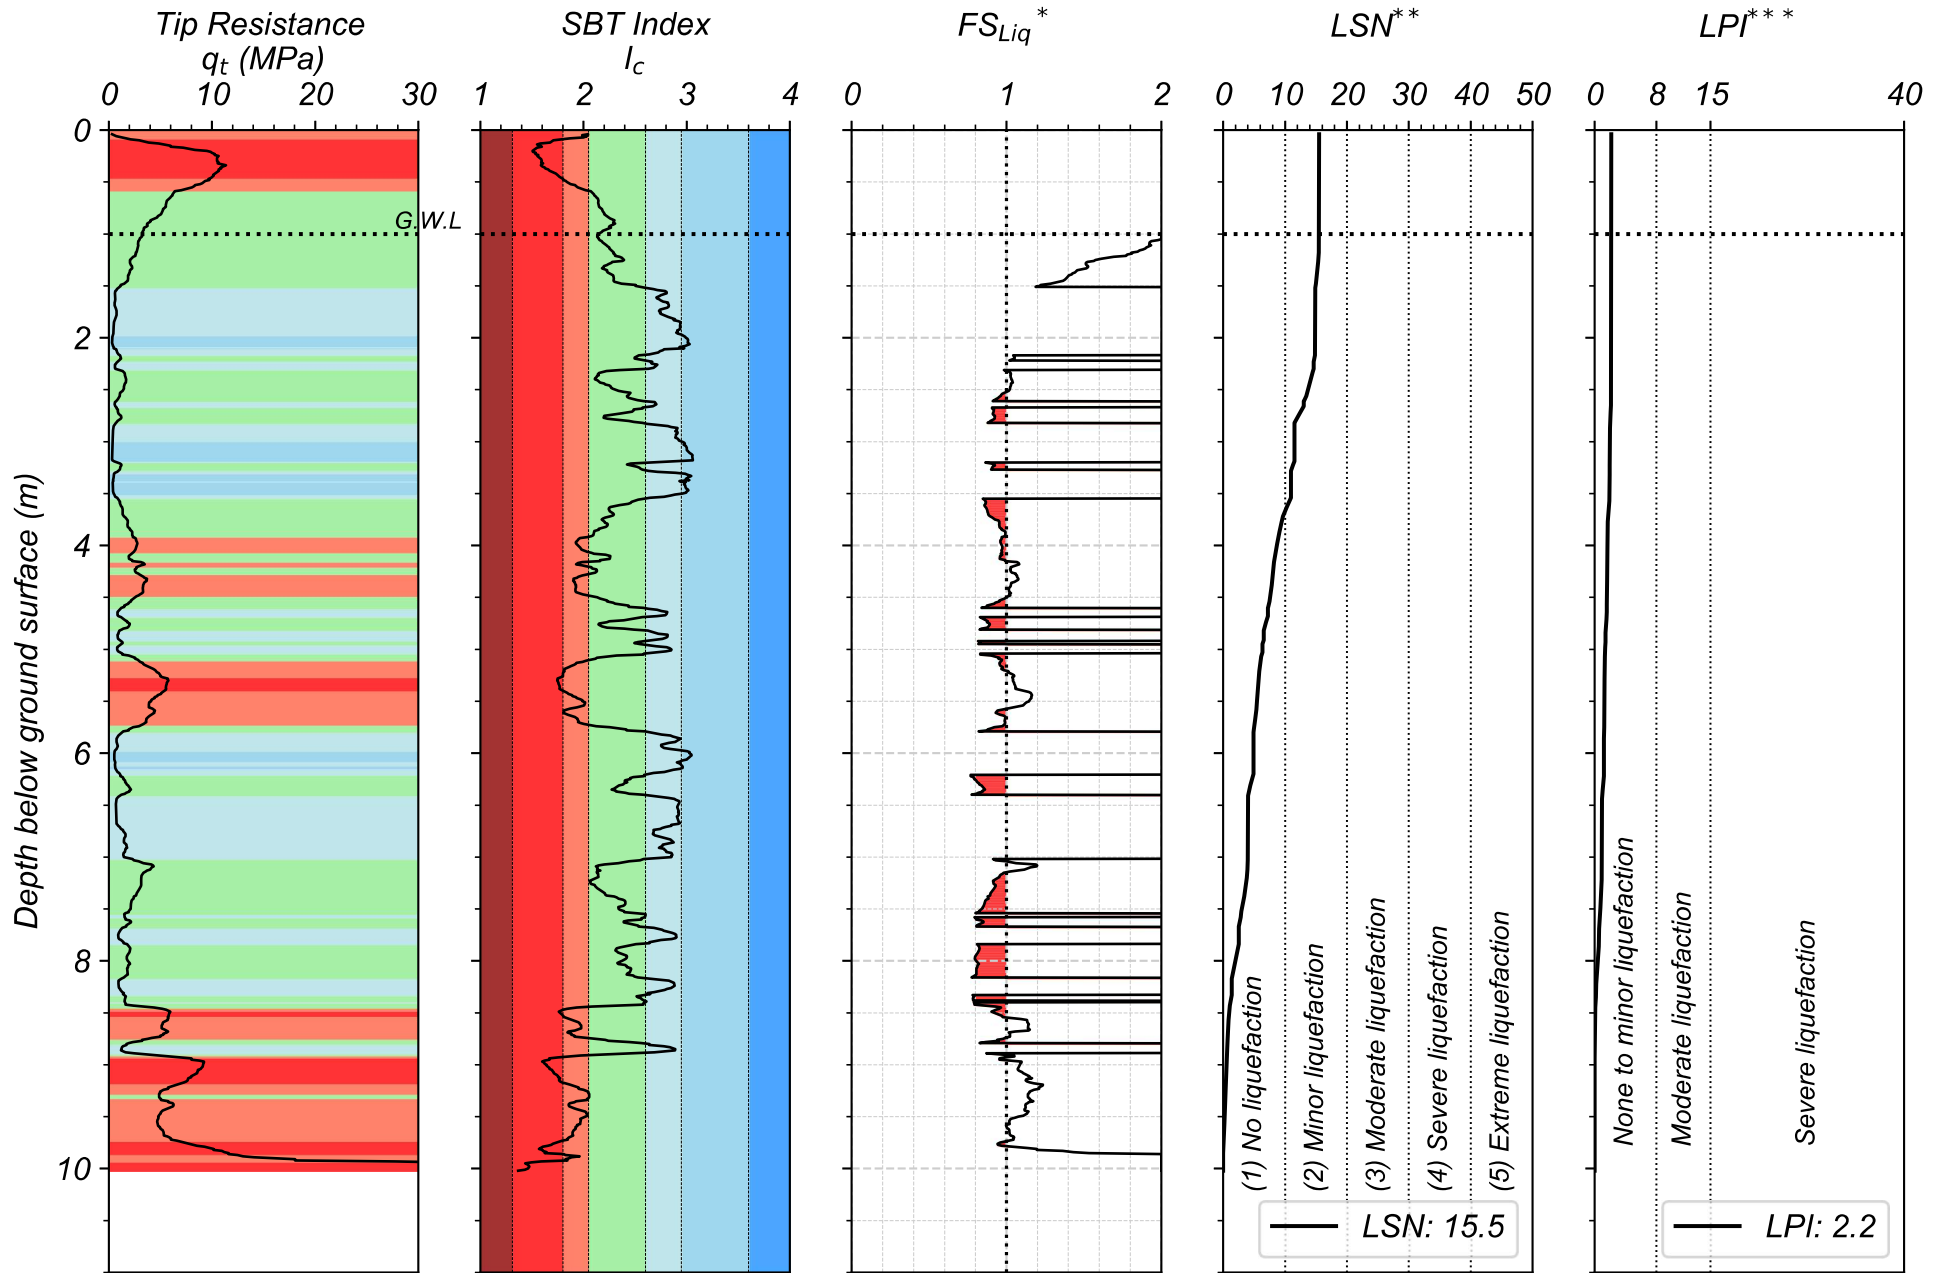 Tip Resistance
qt (MPa)
0 10 20 30
SBT Index
Ic
1 2 3 4
FSLiq*
0 1 2
LSN**
0 10 20 30 40 50
LPI***
0 8 15 40
Depth below ground surface (m)
0
2
4
6
8
10
G.W.L
(1) No liquefaction
(2) Minor liquefaction
(3) Moderate liquefaction
(4) Severe liquefaction
(5) Extreme liquefaction
LSN: 15.5
None to minor liquefaction
Moderate liquefaction
Severe liquefaction
LPI: 2.2